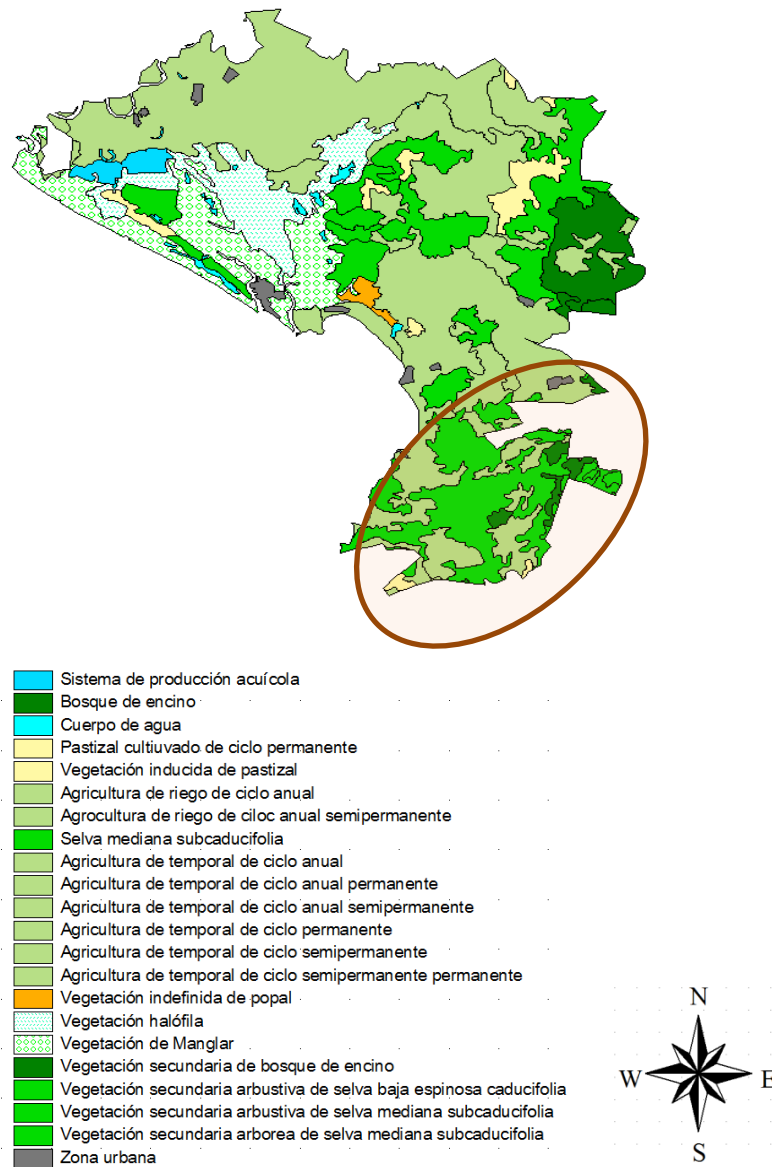 Sistema de producción acuícola
Bosque de encino
Cuerpo de agua
Pastizal cultiuvado de ciclo permanente
Vegetación inducida de pastizal
Agricultura de riego de ciclo anual
Agrocultura de riego de ciloc anual semipermanente
Selva mediana subcaducifolia
Agricultura de temporal de ciclo anual
Agricultura de temporal de ciclo anual permanente
Agricultura de temporal de ciclo anual semipermanente
Agricultura de temporal de ciclo permanente
Agricultura de temporal de ciclo semipermanente
Agricultura de temporal de ciclo semipermanente permanente
Vegetación indefinida de popal
Vegetación halófila
Vegetación de Manglar
Vegetación secundaria de bosque de encino
Vegetación secundaria arbustiva de selva baja espinosa caducifolia
Vegetación secundaria arbustiva de selva mediana subcaducifolia
Vegetación secundaria arborea de selva mediana subcaducifolia
Zona urbana
N
W E
S